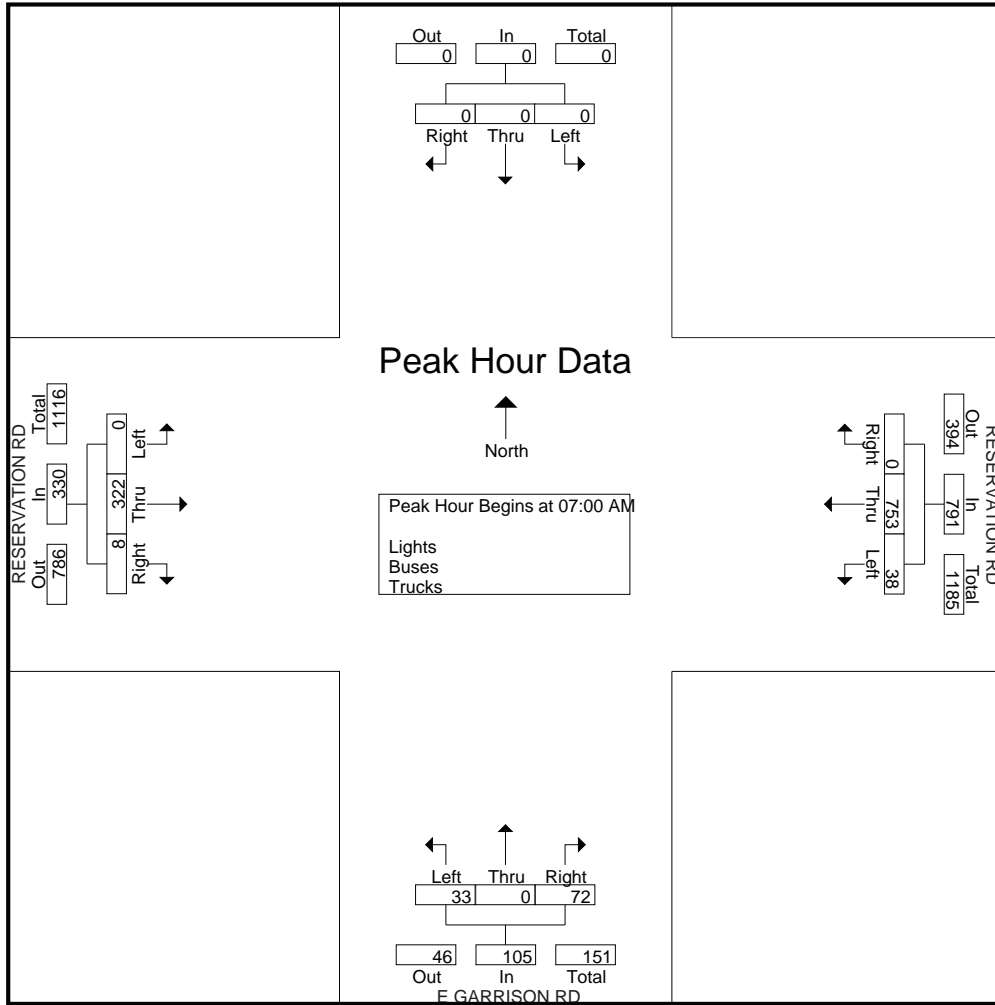 Out In Total
0 0 0
0 0 0
Right Thru Left
Peak Hour Data
North
Peak Hour Begins at 07:00 AM
Lights
Buses
Trucks
RESERVATION RD
Out In Total
786 330 1116
Right Thru Left
8 322 0
RESERVATION RD
Out In Total
394 791 1185
Right Thru Left
0 753 38
Left Thru Right
33 0 72
46 105 151
Out In Total
E GARRISON RD